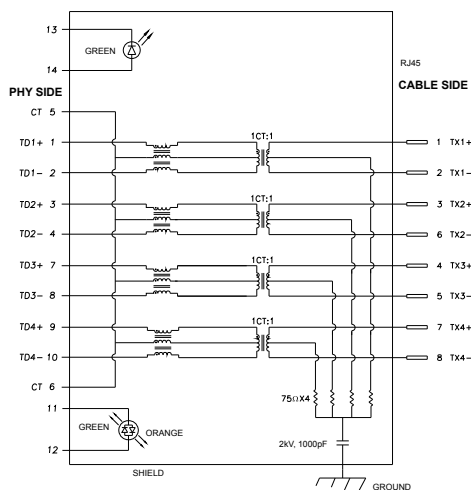 13
GREEN
14
RJ45
PHY SIDE
CABLE SIDE
CT 5
1CT:1
TD1+ 1
1 TX1+
TD1- 2
2 TX1-
1CT:1
TD2+ 3
3 TX2+
TD2- 4
6 TX2-
1CT:1
TD3+ 7
4 TX3+
TD3- 8
5 TX3-
1CT:1
TD4+ 9
7 TX4+
TD4- 10
8 TX4-
CT 6
75ΩX4
11
GREEN
ORANGE
12
2kV, 1000pF
SHIELD
GROUND